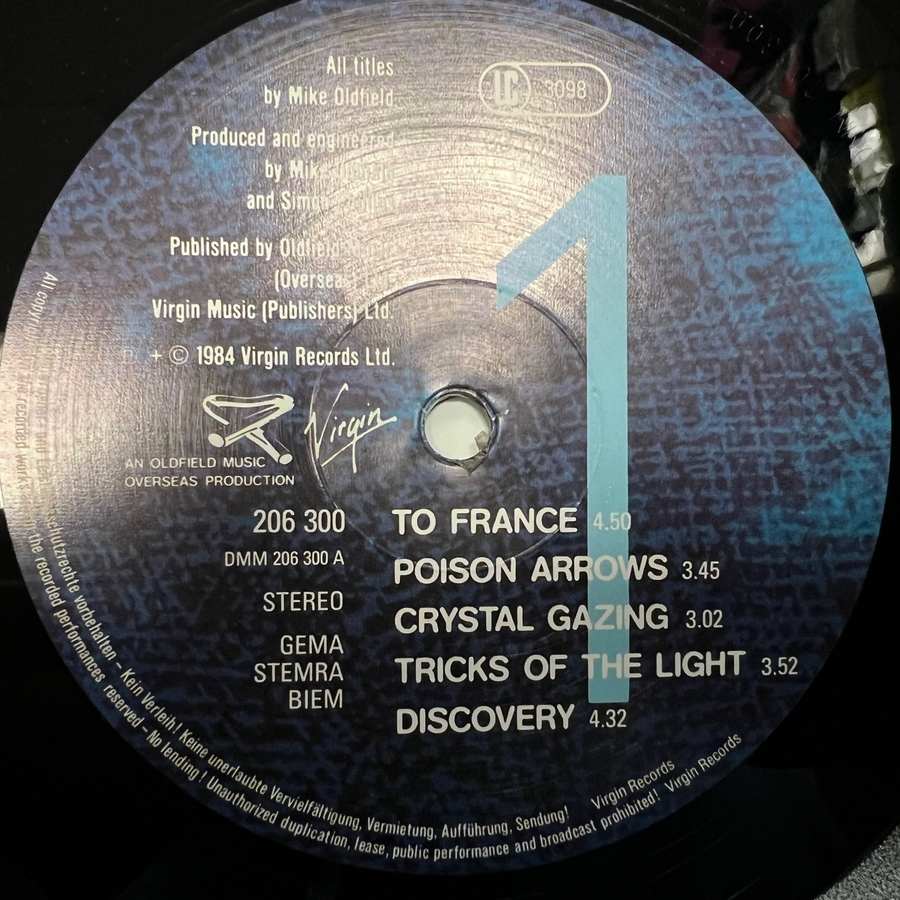 All titles
by Mike Oldfield
LC 3098
Produced and engineered
by Mike
and Simon
Published by Oldfield
(Overseas)
Virgin Music (Publishers) Ltd.
+ © 1984 Virgin Records Ltd.
Virgin
AN OLDFIELD MUSIC
OVERSEAS PRODUCTION
1
206 300
DMM 206 300 A
STEREO
GEMA
STEMRA
BIEM
TO FRANCE 4.50
POISON ARROWS 3.45
CRYSTAL GAZING 3.02
TRICKS OF THE LIGHT 3.52
DISCOVERY 4.32
vorbehalten – Kein Verleih! Keine unerlaubte Vervielfältigung, Vermietung, Aufführung, Sendung! Virgin Records
the recorded performances reserved – No lending! Unauthorized duplication, lease, public performance and broadcast prohibited! Virgin Records